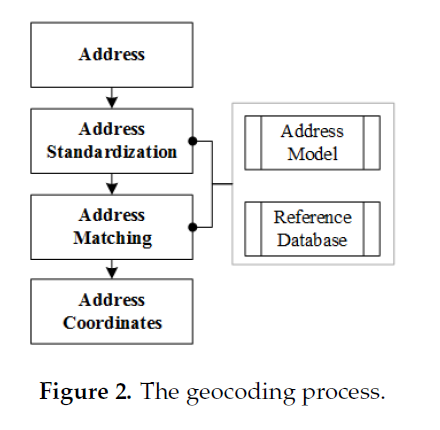 Address
Address
Standardization
Address
Matching
Address
Coordinates
Address
Model
Reference
Database
Figure 2. The geocoding process.